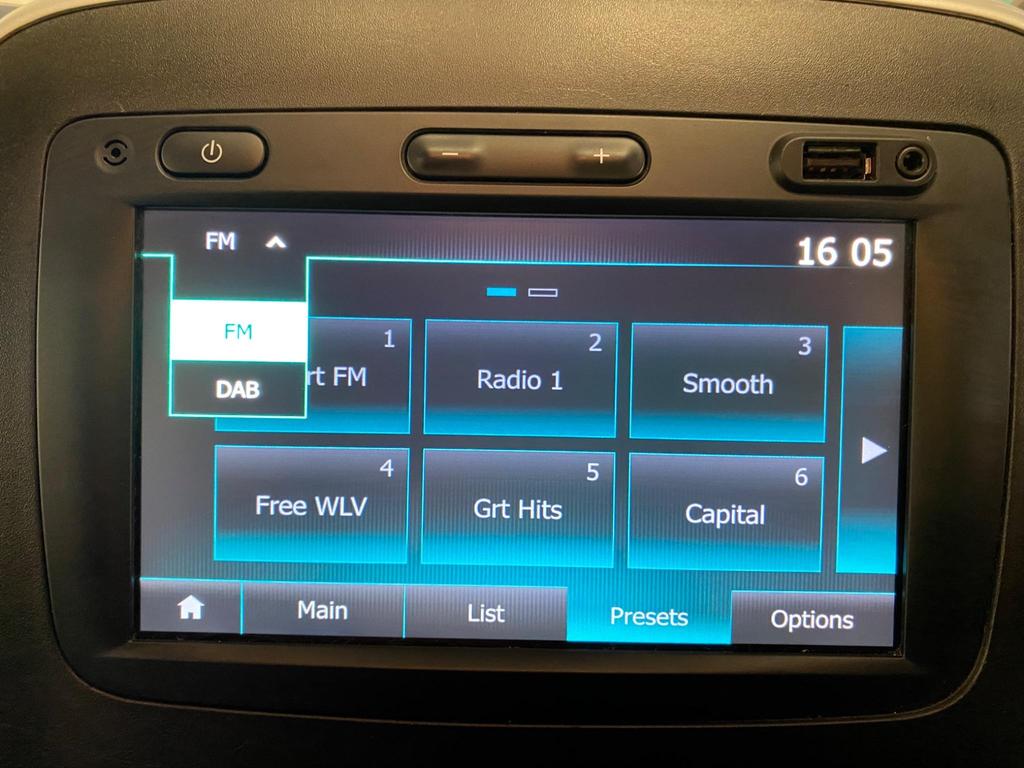 FM
16 05
FM
DAB
1
rt FM
2
Radio 1
3
Smooth
4
Free WLV
5
Grt Hits
6
Capital
Main
List
Presets
Options